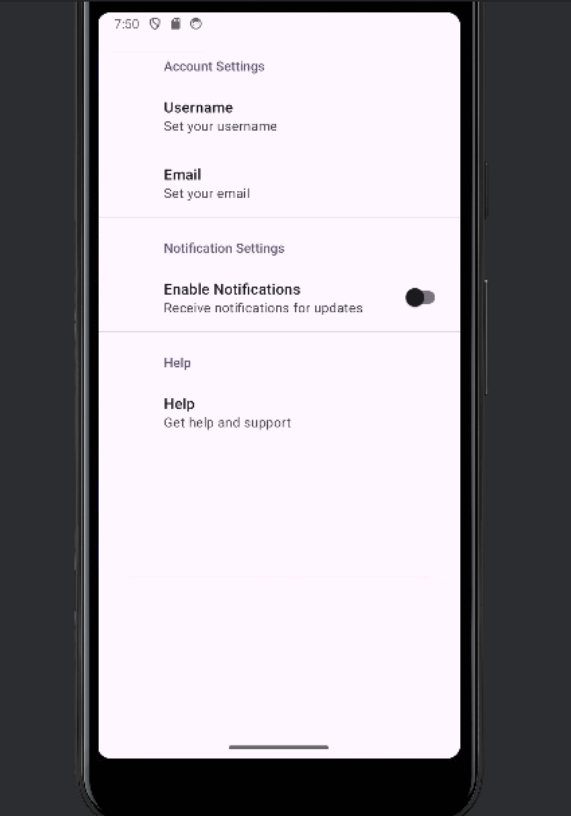 7:50
Account Settings
Username
Set your username
Email
Set your email
Notification Settings
Enable Notifications
Receive notifications for updates
Help
Help
Get help and support